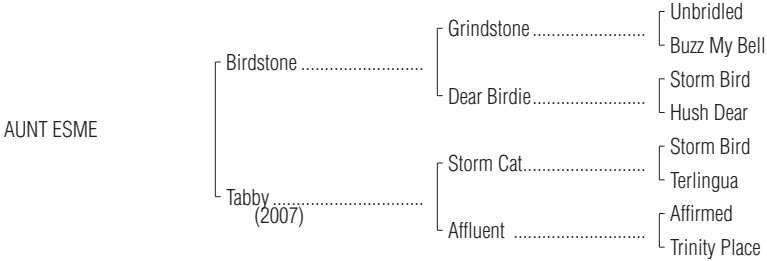 Unbridled
Grindstone ........................
Buzz My Bell
Birdstone ..........................
Storm Bird
Dear Birdie........................
Hush Dear
AUNT ESME
Storm Bird
Storm Cat..........................
Terlingua
Tabby ................................
(2007)
Affirmed
Affluent ............................
Trinity Place